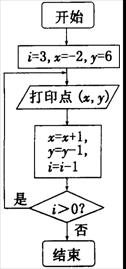 开始
i=3,x=-2,y=6
打印点(x,y)
x=x+1,
y=y-1,
i=i-1
是
i>0?
否
结束